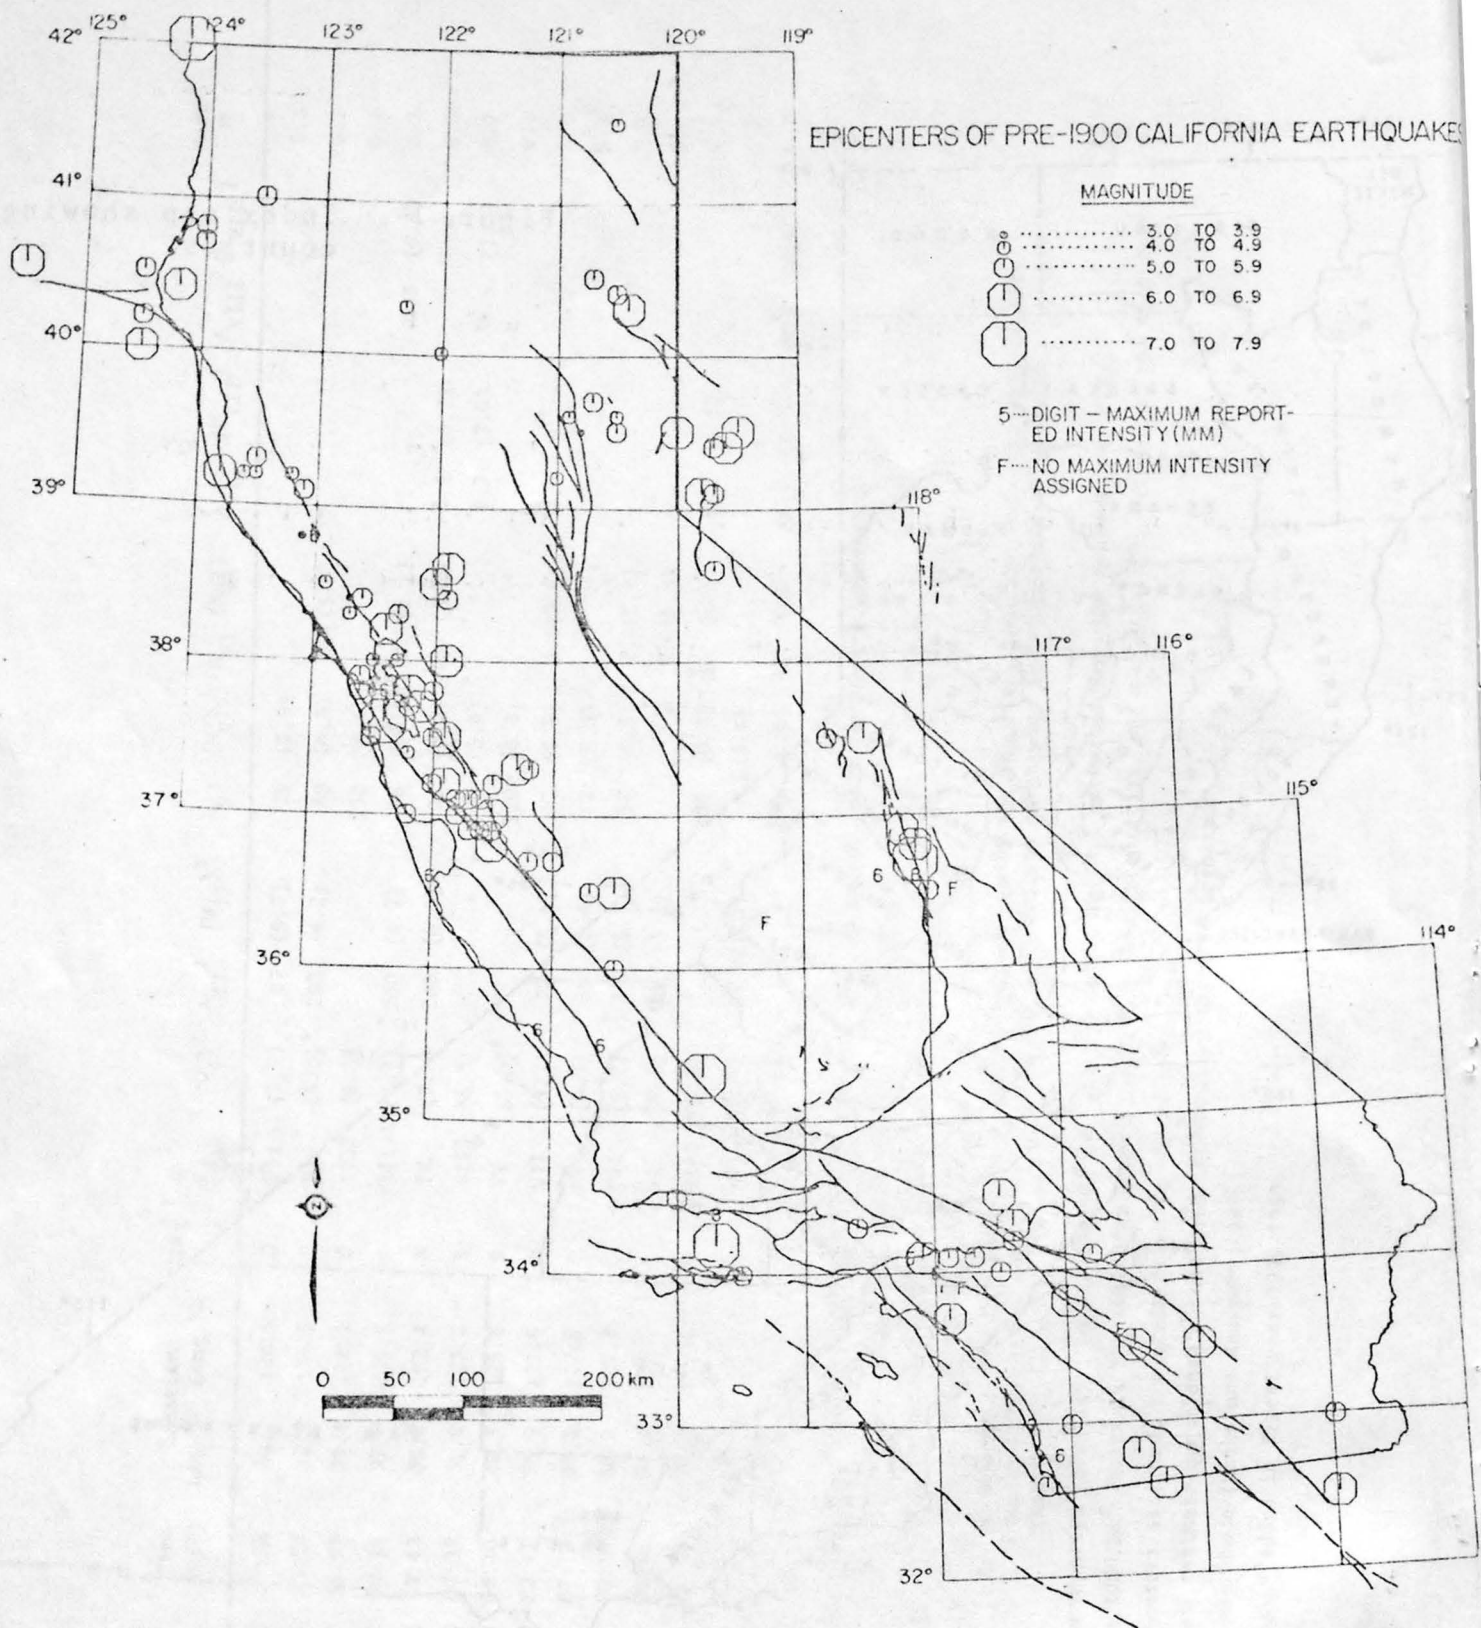 125° 124° 123° 122° 121° 120° 119°
42°
EPICENTERS OF PRE-1900 CALIFORNIA EARTHQUAKES
41°
MAGNITUDE
3.0 TO 3.9
4.0 TO 4.9
5.0 TO 5.9
6.0 TO 6.9
7.0 TO 7.9
40°
5--- DIGIT - MAXIMUM REPORT-
ED INTENSITY (MM)
F---- NO MAXIMUM INTENSITY
ASSIGNED
39°
118°
38°
117° 116°
37°
115°
6 6 F
6
F
114°
36°
6
6
35°
N
3
34°
0 50 100 200 km
33°
6
32°